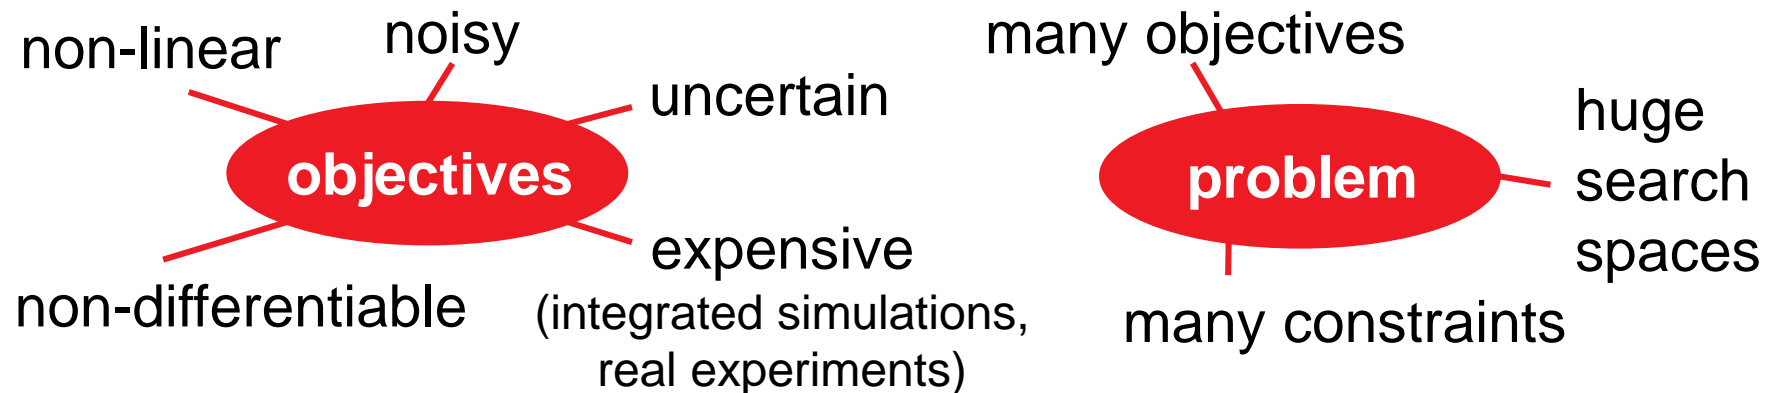 non-linear
noisy
uncertain
objectives
non-differentiable
expensive
(integrated simulations,
real experiments)
many objectives
problem
huge
search
spaces
many constraints